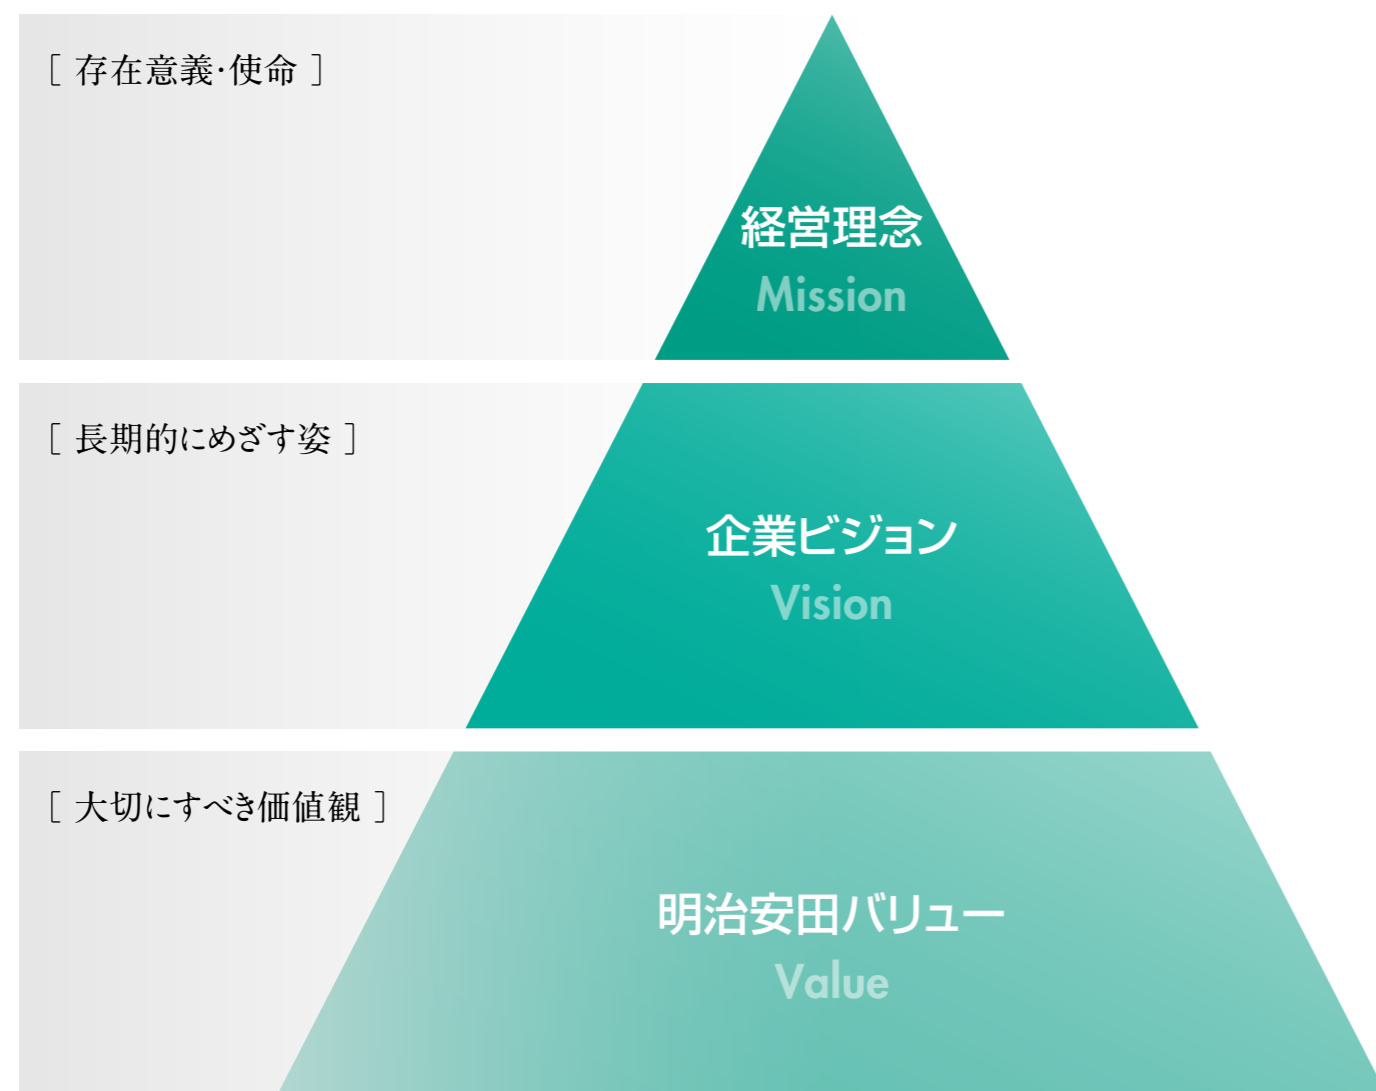 [ 存在意義・使命 ]
経営理念
Mission
[ 長期的にめざす姿 ]
企業ビジョン
Vision
[ 大切にすべき価値観 ]
明治安田バリュー
Value